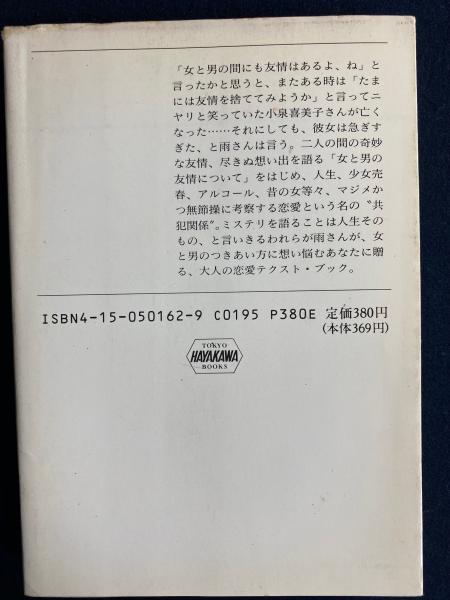 「女と男の間にも友情はあるよ、ね」と
言ったかと思うと、またある時は「たま
には友情を捨ててみようか」と言ってニ
ヤリと笑っていた小泉喜美子さんが亡く
なった……それにしても、彼女は急ぎす
ぎた、と雨さんは言う。二人の間の奇妙
な友情、尽きぬ想い出を語る「女と男の
友情について」をはじめ、人生、少女売
春、アルコール、昔の女等々、マジメか
つ無節操に考察する恋愛という名の〝共
犯関係〟。ミステリを語ることは人生その
もの、と言いきるわれらが雨さんが、女
と男のつきあい方に想い悩むあなたに贈
る、大人の恋愛テクスト・ブック。
ISBN4-15-050162-9 C0195 P380E 定価380円
(本体369円)
TOKYO
HAYAKAWA
BOOKS